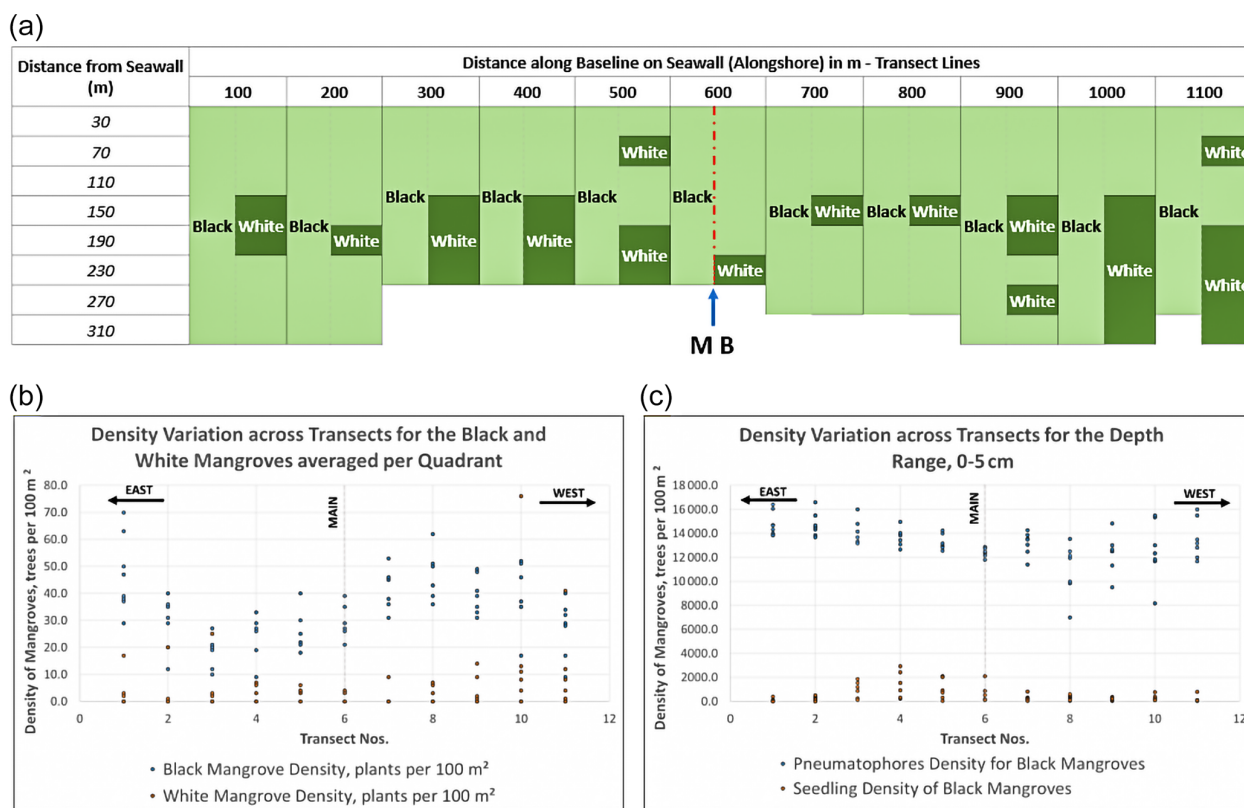 (a)
Distance from Seawall
(m)
Distance along Baseline on Seawall (Alongshore) in m - Transect Lines
100 200 300 400 500 600 700 800 900 1000 1100
30
70 White White
110 Black Black Black Black
150 Black White Black White White Black White Black White White Black Black
190 White White White White White
230 White White White
270 White
310
M B
(b)
Density Variation across Transects for the Black and
White Mangroves averaged per Quadrant
EAST
MAIN
WEST
Density of Mangroves, trees per 100 m²
80.0
70.0
60.0
50.0
40.0
30.0
20.0
10.0
0.0
0 2 4 6 8 10 12
Transect Nos.
Black Mangrove Density, plants per 100 m²
White Mangrove Density, plants per 100 m²
(c)
Density Variation across Transects for the Depth
Range, 0-5 cm
EAST
MAIN
WEST
Density of Mangroves, trees per 100 m²
18 000.0
16 000.0
14 000.0
12 000.0
10 000.0
8000.0
6000.0
4000.0
2000.0
0.0
0 2 4 6 8 10 12
Transect Nos.
Pneumatophores Density for Black Mangroves
Seedling Density of Black Mangroves